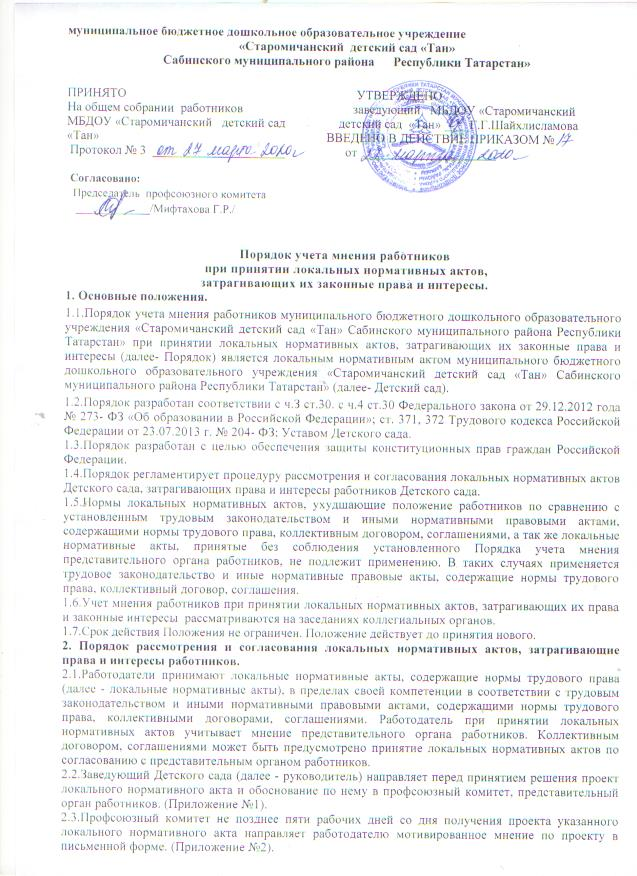 муниципальное бюджетное дошкольное образовательное учреждение
«Старомичанский детский сад «Тан»
Сабинского муниципального района Республики Татарстан»
ПРИНЯТО
На общем собрании работников
МБДОУ «Старомичанский детский сад
«Тан»
Протокол № 3 от 27 марта 2020г
УТВЕРЖДЕНО
заведующий МБДОУ «Старомичанский
детский сад «Тан» Г.Г.Шайхлисламова
ВВЕДЕНО В ДЕЙСТВИЕ ПРИКАЗОМ № 17
от марта 2020г
Согласовано:
Председатель профсоюзного комитета
/Мифтахова Г.Р./
Порядок учета мнения работников
при принятии локальных нормативных актов,
затрагивающих их законные права и интересы.
1. Основные положения.
1.1.Порядок учета мнения работников муниципального бюджетного дошкольного образовательного
учреждения «Старомичанский детский сад «Тан» Сабинского муниципального района Республики
Татарстан» при принятии локальных нормативных актов, затрагивающих их законные права и
интересы (далее- Порядок) является локальным нормативным актом муниципального бюджетного
дошкольного образовательного учреждения «Старомичанский детский сад «Тан» Сабинского
муниципального района Республики Татарстан» (далее- Детский сад).
1.2.Порядок разработан соответствии с ч.3 ст.30. с ч.4 ст.30 Федерального закона от 29.12.2012 года
№ 273- ФЗ «Об образовании в Российской Федерации»; ст. 371, 372 Трудового кодекса Российской
Федерации от 23.07.2013 г. № 204- ФЗ; Уставом Детского сада.
1.3.Порядок разработан с целью обеспечения защиты конституционных прав граждан Российской
Федерации.
1.4.Порядок регламентирует процедуру рассмотрения и согласования локальных нормативных актов
Детского сада, затрагивающих права и интересы работников Детского сада.
1.5.Нормы локальных нормативных актов, ухудшающие положение работников по сравнению с
установленным трудовым законодательством и иными нормативными правовыми актами,
содержащими нормы трудового права, коллективным договором, соглашениями, а так же локальные
нормативные акты, принятые без соблюдения установленного Порядка учета мнения
представительного органа работников, не подлежит применению. В таких случаях применяется
трудовое законодательство и иные нормативные правовые акты, содержащие нормы трудового
права, коллективный договор, соглашения.
1.6.Учет мнения работников при принятии локальных нормативных актов, затрагивающих их права
и законные интересы рассматриваются на заседаниях коллегиальных органов.
1.7.Срок действия Положения не ограничен. Положение действует до принятия нового.
2. Порядок рассмотрения и согласования локальных нормативных актов, затрагивающие
права и интересы работников.
2.1.Работодатели принимают локальные нормативные акты, содержащие нормы трудового права
(далее - локальные нормативные акты), в пределах своей компетенции в соответствии с трудовым
законодательством и иными нормативными правовыми актами, содержащими нормы трудового
права, коллективными договорами, соглашениями. Работодатель при принятии локальных
нормативных актов учитывает мнение представительного органа работников. Коллективным
договором, соглашениями может быть предусмотрено принятие локальных нормативных актов по
согласованию с представительным органом работников.
2.2.Заведующий Детского сада (далее - руководитель) направляет перед принятием решения проект
локального нормативного акта и обоснование по нему в профсоюзный комитет, представительный
орган работников. (Приложение №1).
2.3.Профсоюзный комитет не позднее пяти рабочих дней со дня получения проекта указанного
локального нормативного акта направляет работодателю мотивированное мнение по проекту в
письменной форме. (Приложение №2).